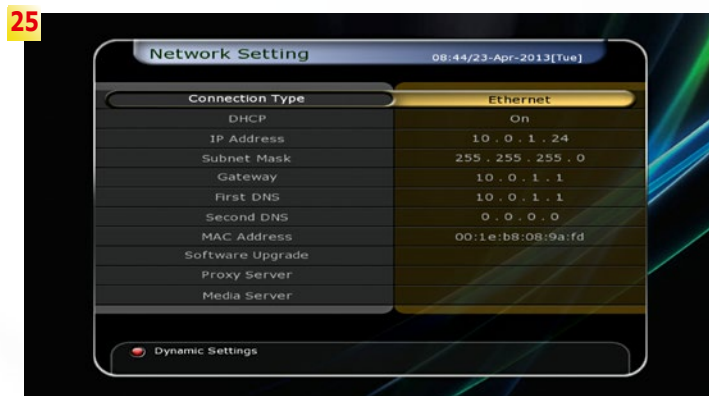 25
Network Setting 08:44/23-Apr-2013[Tue]
Connection Type Ethernet
DHCP On
IP Address 10 . 0 . 1 . 24
Subnet Mask 255 . 255 . 255 . 0
Gateway 10 . 0 . 1 . 1
First DNS 10 . 0 . 1 . 1
Second DNS 0 . 0 . 0 . 0
MAC Address 00:1e:b8:08:9a:fd
Software Upgrade
Proxy Server
Media Server
Dynamic Settings